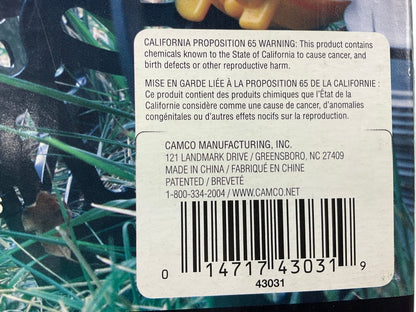 CALIFORNIA PROPOSITION 65 WARNING: This product contains
chemicals known to the State of California to cause cancer, and
birth defects or other reproductive harm.
MISE EN GARDE LIÉE À LA PROPOSITION 65 DE LA CALIFORNIE :
Ce produit contient des produits chimiques que l'État de la
Californie considère comme une cause de cancer, d'anomalies
congénitales ou d'autres effets nocifs sur la reproduction.
CAMCO MANUFACTURING, INC.
121 LANDMARK DRIVE / GREENSBORO, NC 27409
MADE IN CHINA / FABRIQUÉ EN CHINE
PATENTED / BREVETÉ
1-800-334-2004 / WWW.CAMCO.NET
0 14717 43031 9
43031